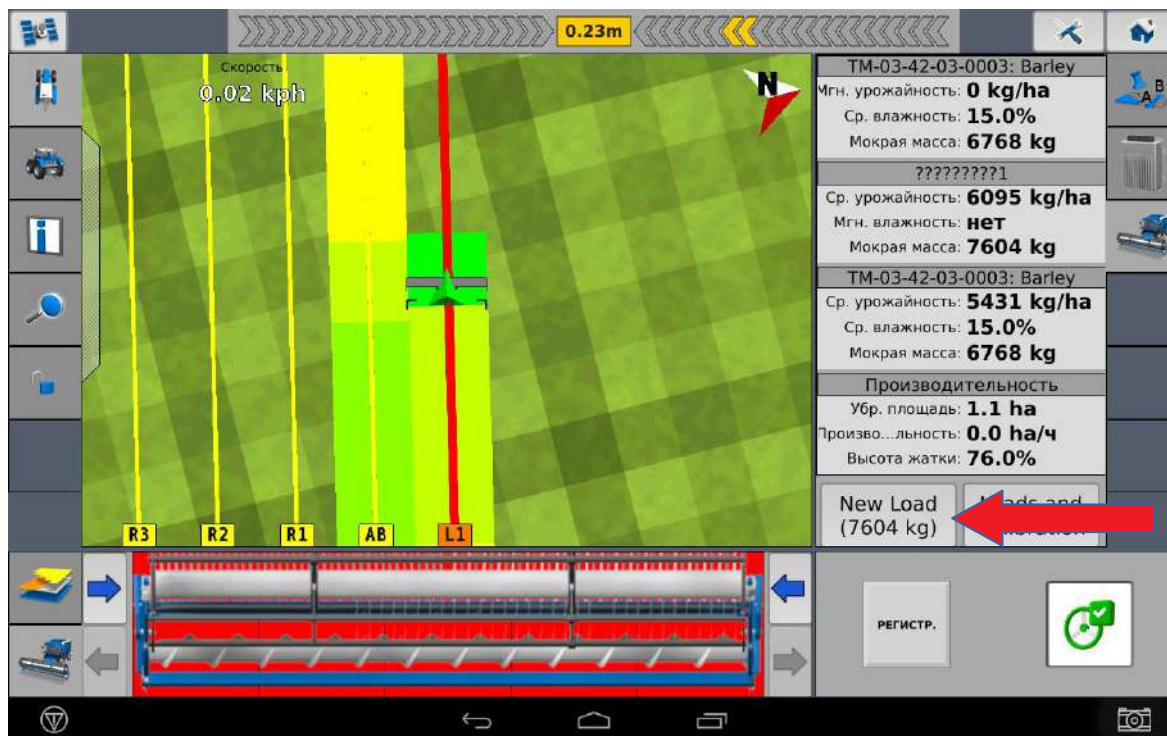 0.23m
Скорость
0.02 kph
N
R3 R2 R1 AB L1
TM-03-42-03-0003: Barley
Мгн. урожайность: 0 kg/ha
Ср. влажность: 15.0%
Мокрая масса: 6768 kg
?????????1
Ср. урожайность: 6095 kg/ha
Мгн. влажность: нет
Мокрая масса: 7604 kg
TM-03-42-03-0003: Barley
Ср. урожайность: 5431 kg/ha
Ср. влажность: 15.0%
Мокрая масса: 6768 kg
Производительность
Убр. площадь: 1.1 ha
Произво...льность: 0.0 ha/ч
Высота жатки: 76.0%
New Load
(7604 kg)
and
A B
РЕГИСТР.